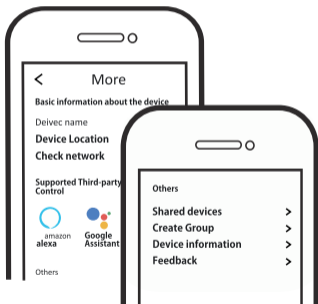 More
Basic information about the device
Deivec name
Device Location
Check network
Supported Third-party
Control
amazon
alexa
Google
Assistant
Others
Others
Shared devices
Create Group
Device information
Feedback